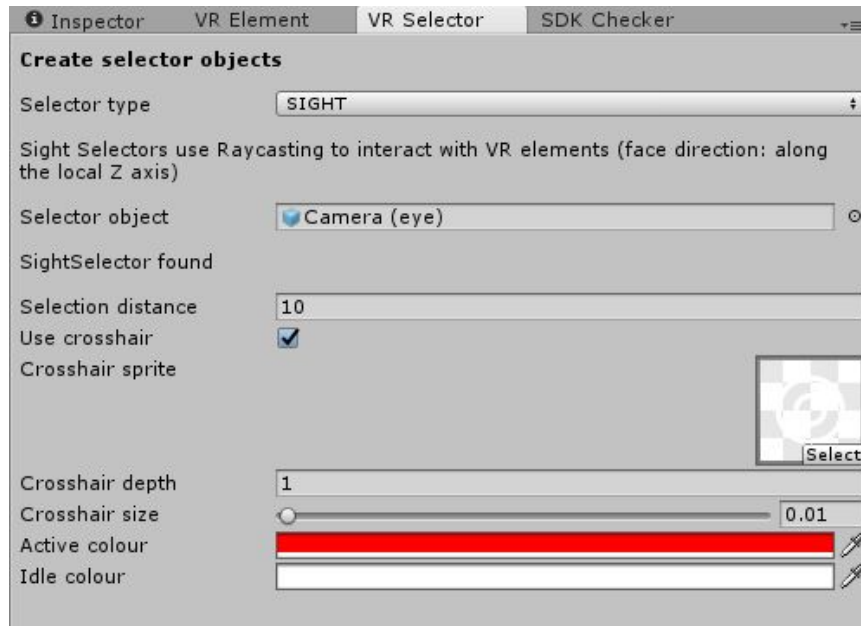 Inspector VR Element VR Selector SDK Checker
Create selector objects
Selector type SIGHT
Sight Selectors use Raycasting to interact with VR elements (face direction: along
the local Z axis)
Selector object Camera (eye)
SightSelector found
Selection distance 10
Use crosshair
Crosshair sprite
Select
Crosshair depth 1
Crosshair size 0.01
Active colour
Idle colour